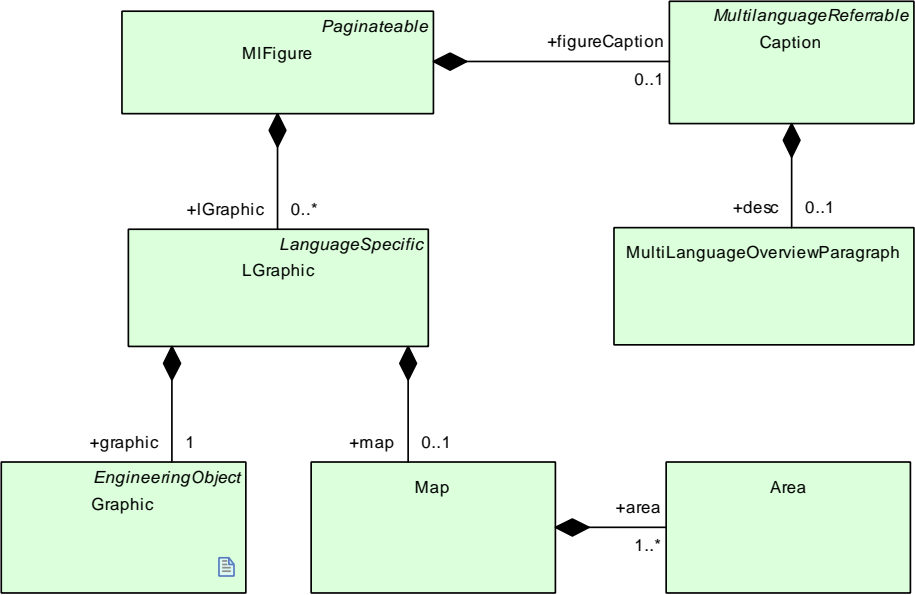 Paginateable
MlFigure
+figureCaption
0..1
MultilanguageReferrable
Caption
+lGraphic 0..*
+desc 0..1
LanguageSpecific
LGraphic
MultiLanguageOverviewParagraph
+graphic 1
+map 0..1
EngineeringObject
Graphic
Map
+area
1..*
Area